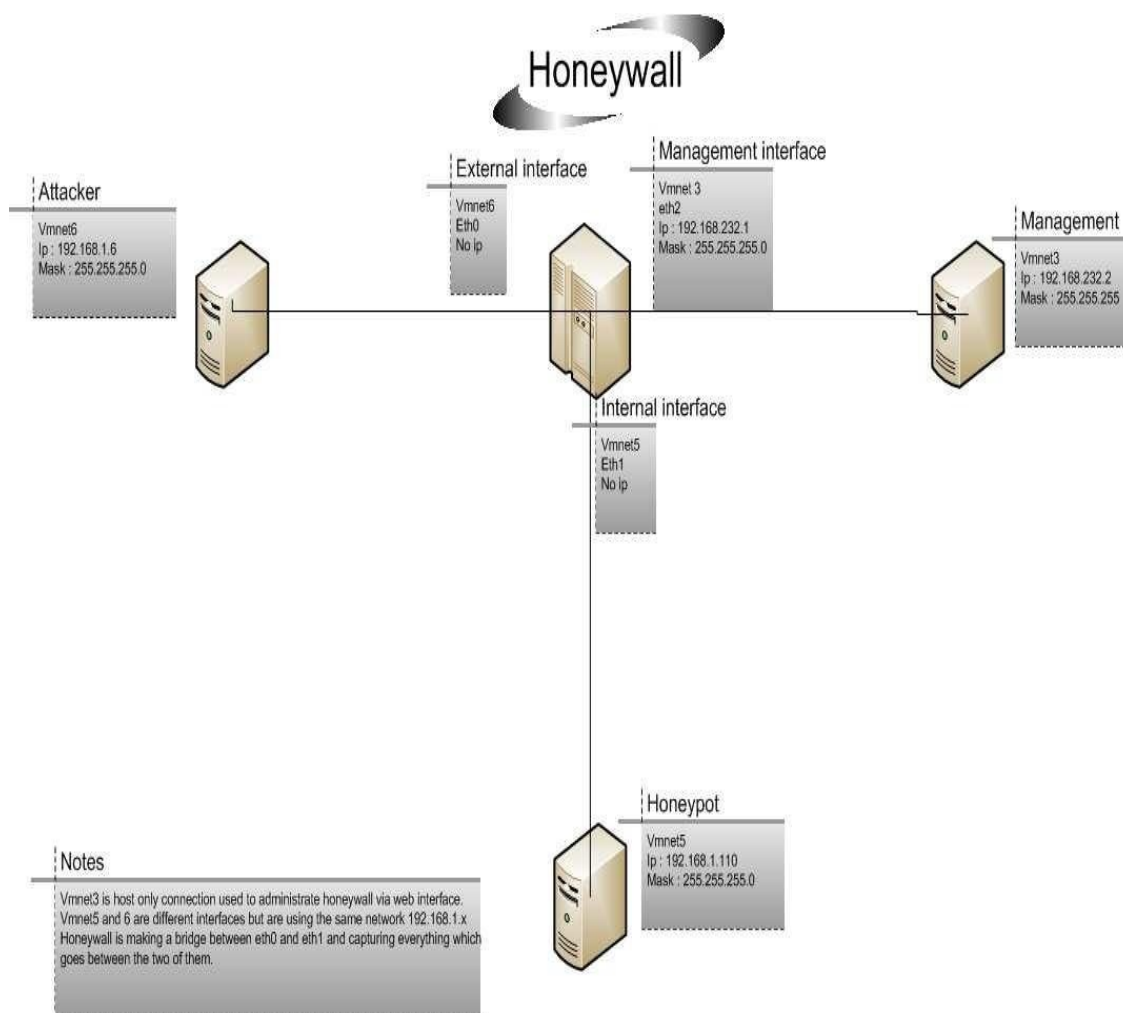 Honeywall
External interface
Vmnet6
Eth0
No ip
Management interface
Vmnet 3
eth2
Ip : 192.168.232.1
Mask : 255.255.255.0
Attacker
Vmnet6
Ip : 192.168.1.6
Mask : 255.255.255.0
Management
Vmnet3
Ip : 192.168.232.2
Mask : 255.255.255
Internal interface
Vmnet5
Eth1
No ip
Honeypot
Vmnet5
Ip : 192.168.1.110
Mask : 255.255.255.0
Notes
Vmnet3 is host only connection used to administrate honeywall via web interface.
Vmnet5 and 6 are different interfaces but are using the same network 192.168.1.x
Honeywall is making a bridge between eth0 and eth1 and capturing everything which
goes between the two of them.